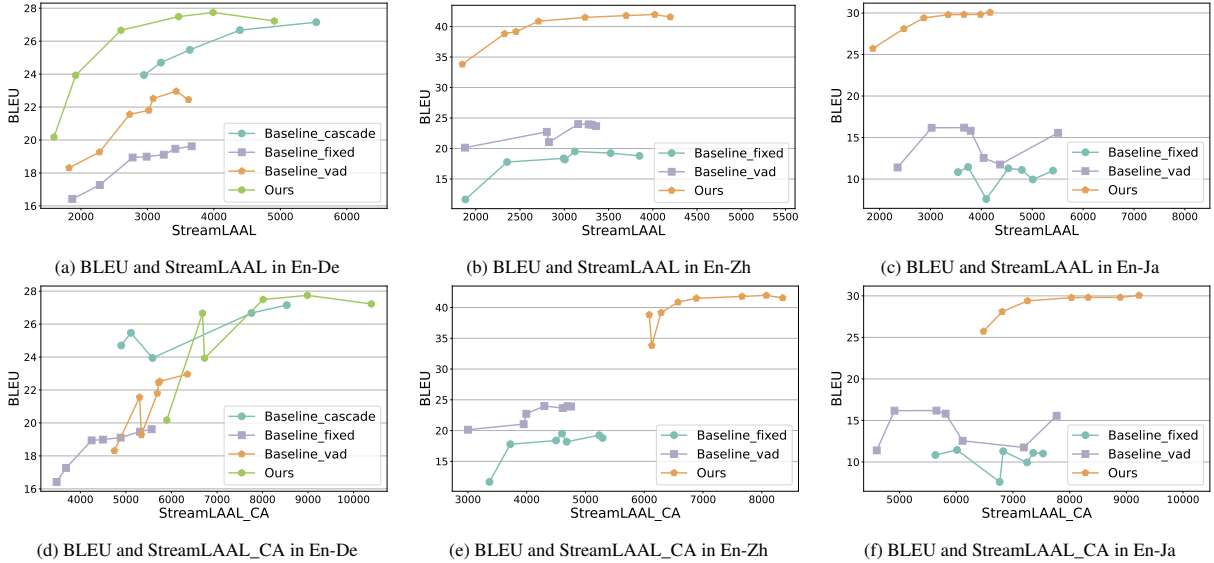 28
26
24
22
20
18
16
BLEU
2000 3000 4000 5000 6000
StreamLAAL
Baseline_cascade
Baseline_fixed
Baseline_vad
Ours
(a) BLEU and StreamLAAL in En-De
40
35
30
25
20
15
BLEU
2000 2500 3000 3500 4000 4500 5000 5500
StreamLAAL
Baseline_fixed
Baseline_vad
Ours
(b) BLEU and StreamLAAL in En-Zh
30
25
20
15
10
BLEU
2000 3000 4000 5000 6000 7000 8000
StreamLAAL
Baseline_fixed
Baseline_vad
Ours
(c) BLEU and StreamLAAL in En-Ja
28
26
24
22
20
18
16
BLEU
4000 5000 6000 7000 8000 9000 10000
StreamLAAL_CA
Baseline_cascade
Baseline_fixed
Baseline_vad
Ours
(d) BLEU and StreamLAAL_CA in En-De
40
35
30
25
20
15
BLEU
3000 4000 5000 6000 7000 8000
StreamLAAL_CA
Baseline_fixed
Baseline_vad
Ours
(e) BLEU and StreamLAAL_CA in En-Zh
30
25
20
15
10
BLEU
5000 6000 7000 8000 9000 10000
StreamLAAL_CA
Baseline_fixed
Baseline_vad
Ours
(f) BLEU and StreamLAAL_CA in En-Ja